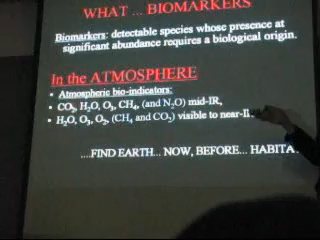 WHAT ... BIOMARKERS
Biomarkers: detectable species whose presence at
significant abundance requires a biological origin.
In the ATMOSPHERE
• Atmospheric bio-indicators:
• CO₂, H₂O, O₃, CH₄, (and N₂O) mid-IR,
• H₂O, O₃, O₂, (CH₄ and CO₂) visible to near-
....FIND EARTH... NOW, BEFORE...